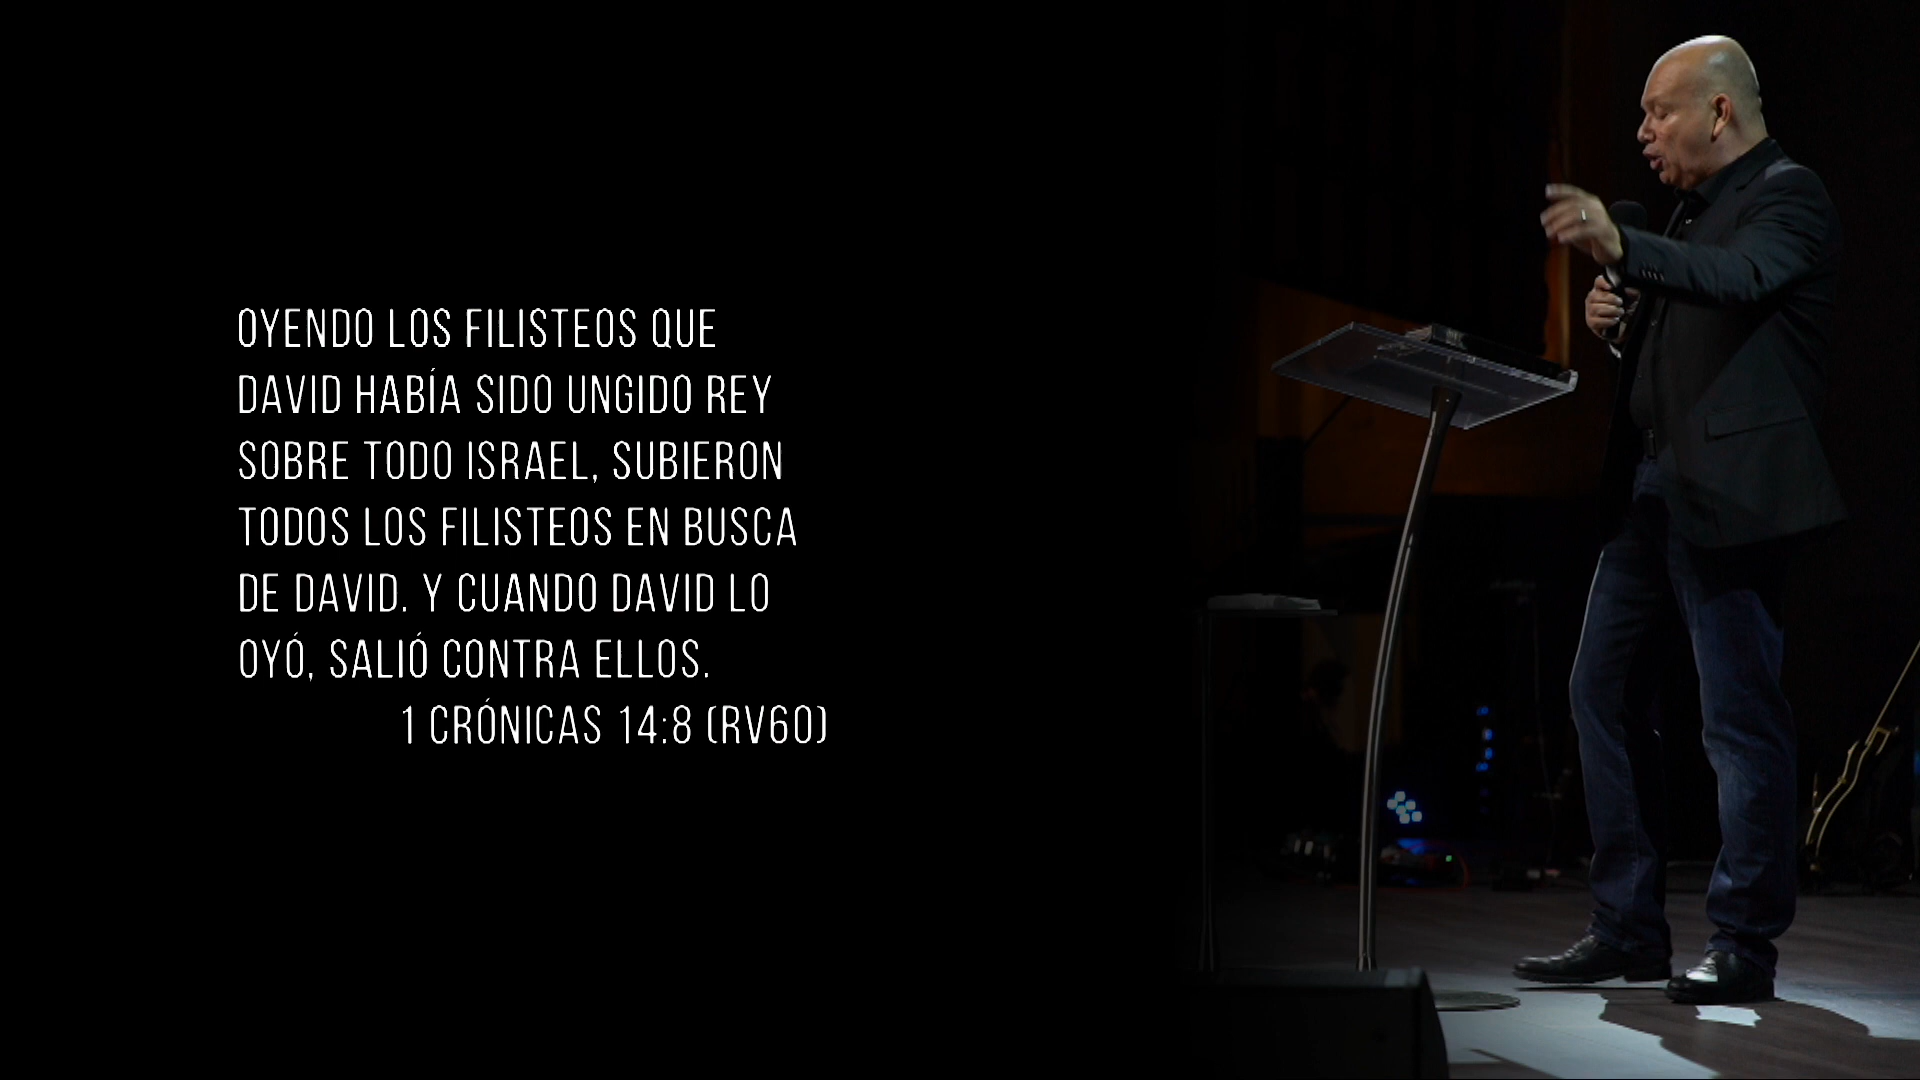 OYENDO LOS FILISTEOS QUE
DAVID HABÍA SIDO UNGIDO REY
SOBRE TODO ISRAEL, SUBIERON
TODOS LOS FILISTEOS EN BUSCA
DE DAVID. Y CUANDO DAVID LO
OYÓ, SALIÓ CONTRA ELLOS.
1 CRÓNICAS 14:8 (RV60)